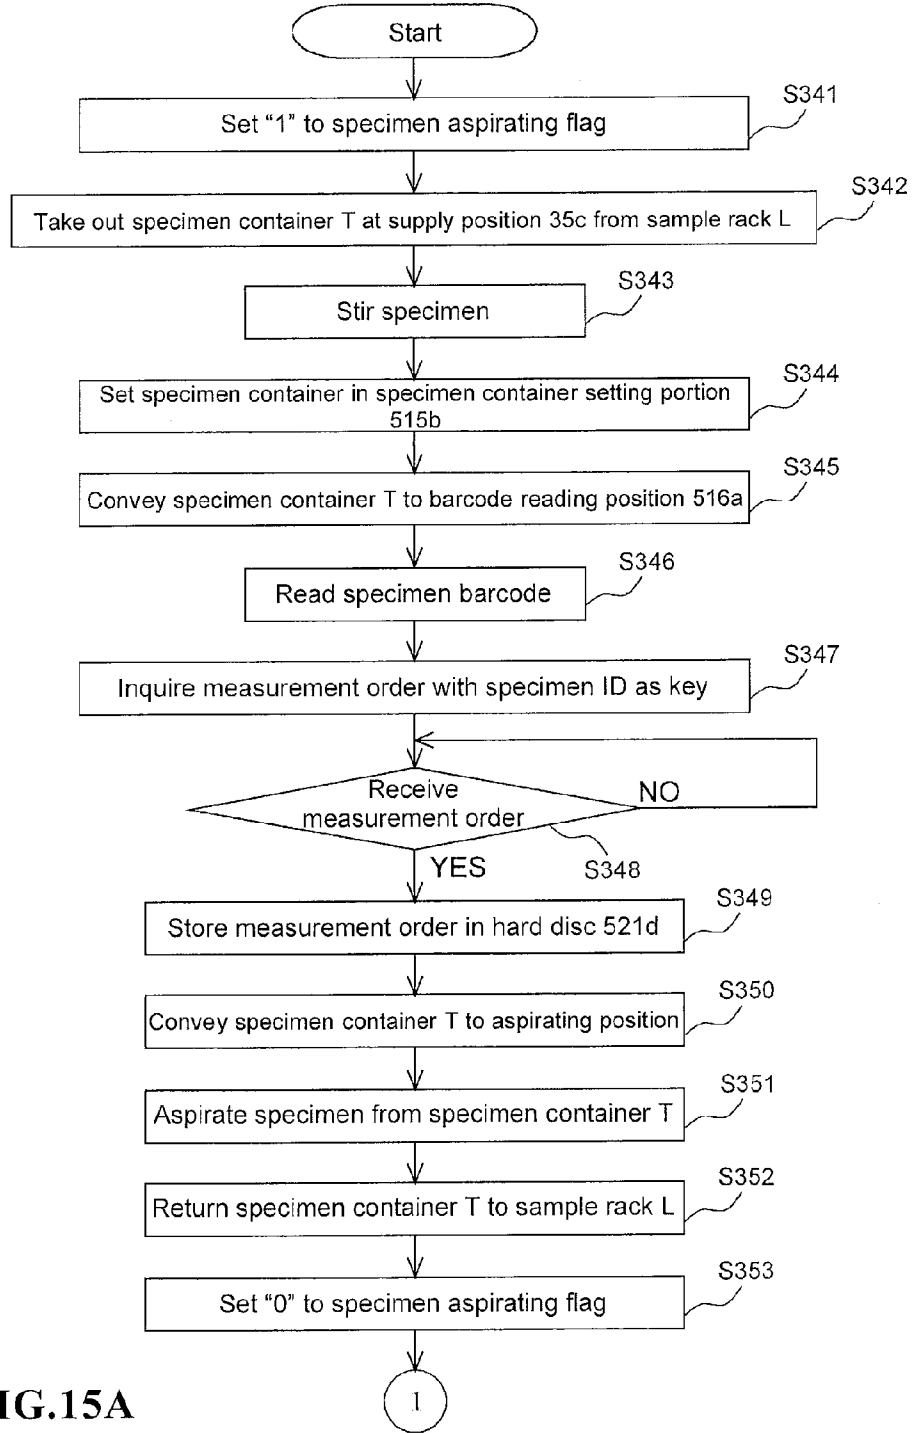 Start
S341
Set “1” to specimen aspirating flag
S342
Take out specimen container T at supply position 35c from sample rack L
S343
Stir specimen
S344
Set specimen container in specimen container setting portion
515b
S345
Convey specimen container T to barcode reading position 516a
S346
Read specimen barcode
S347
Inquire measurement order with specimen ID as key
Receive
measurement order
NO
S348
YES
S349
Store measurement order in hard disc 521d
S350
Convey specimen container T to aspirating position
S351
Aspirate specimen from specimen container T
S352
Return specimen container T to sample rack L
S353
Set “0” to specimen aspirating flag
1
IG.15A